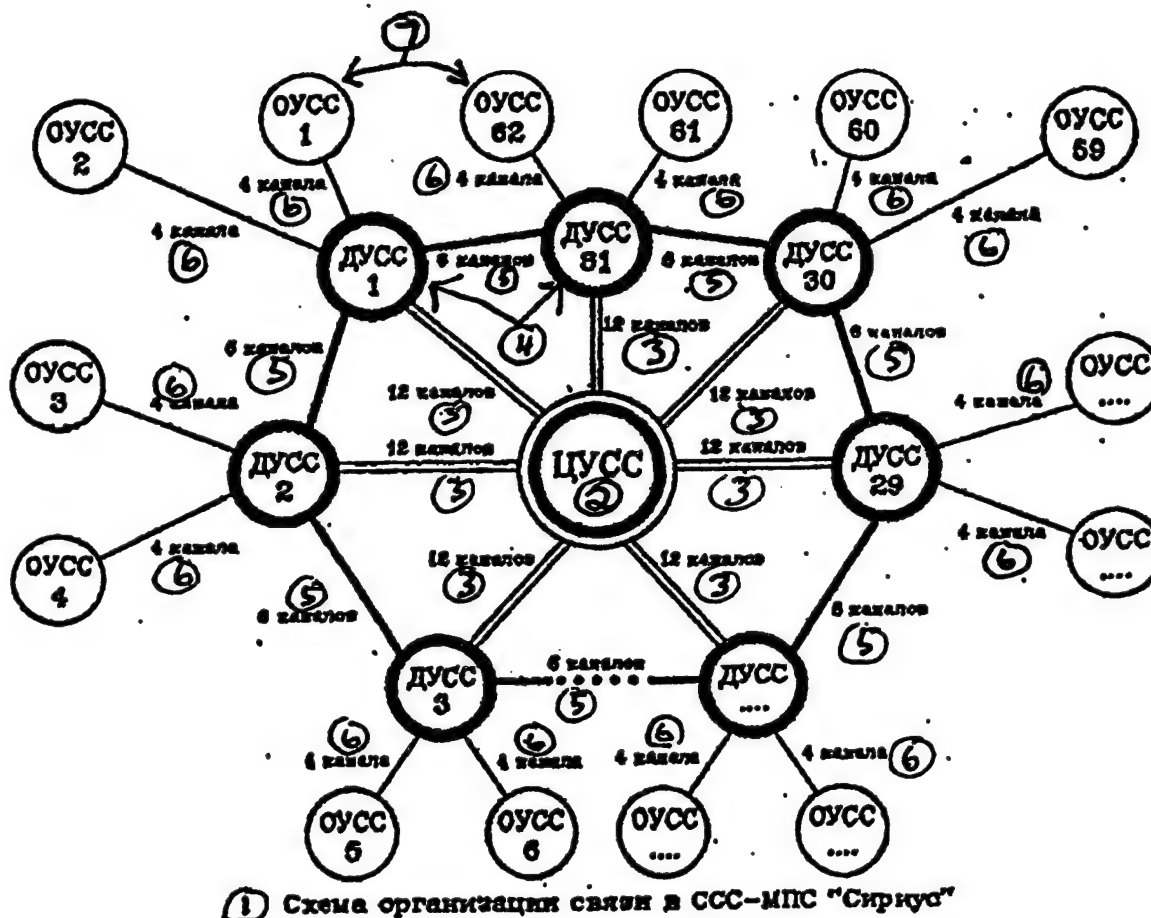 7
ОУСС
1
ОУСС
62
ОУСС
61
ОУСС
60
ОУСС
2
ОУСС
59
4 канала
6
6
4 канала
4 канала
6
4 канала
6
4 канала
6
4 канала
6
ДУСС
1
ДУСС
31
ДУСС
30
6 каналов
5
6 каналов
5
4
12 каналов
3
6 каналов
5
6 каналов
5
ОУСС
3
6
4 канала
12 каналов
3
12 каналов
3
6
4 канала
ОУСС
....
ДУСС
2
12 каналов
3
ЦУСС
2
12 каналов
3
ДУСС
29
ОУСС
4
4 канала
6
4 канала
6
ОУСС
....
5
6 каналов
12 каналов
3
12 каналов
3
6 каналов
5
ДУСС
3
6 каналов
5
ДУСС
....
6
4 канала
6
4 канала
6
4 канала
4 канала
6
ОУСС
5
ОУСС
6
ОУСС
....
ОУСС
....
1 Схема организации связи в ССС-МПС "Сириус"